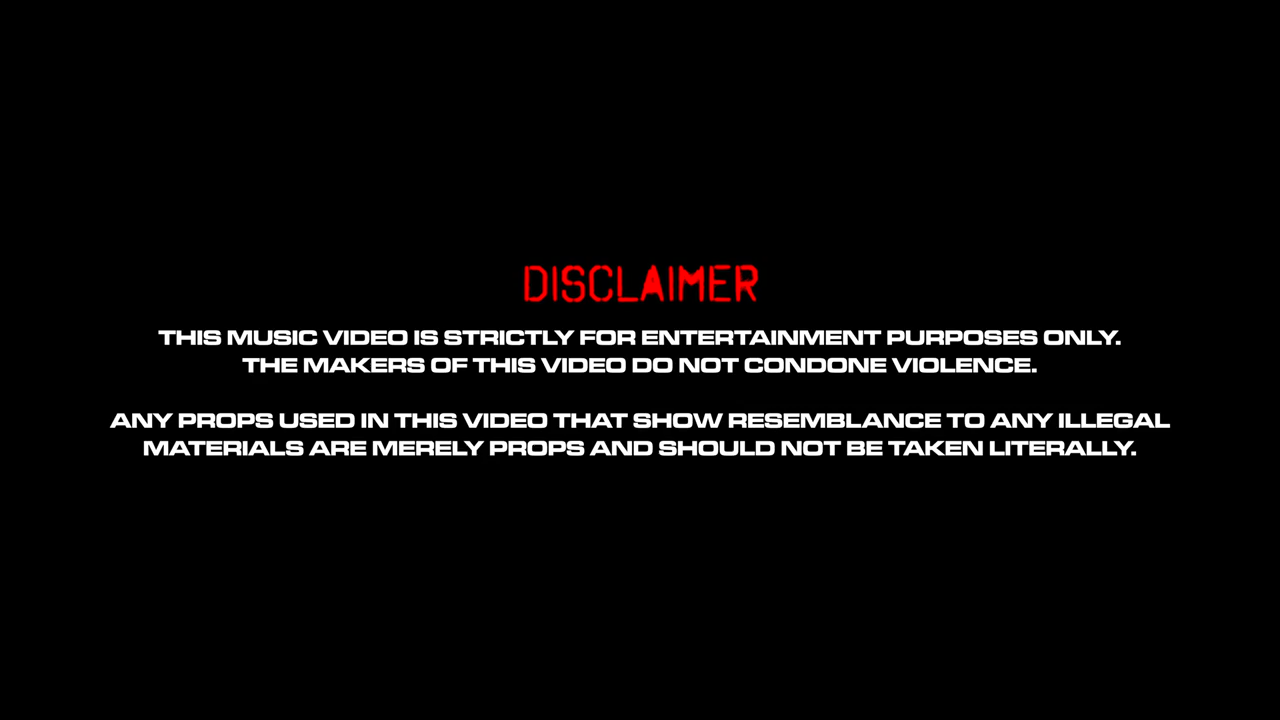 DISCLAIMER
THIS MUSIC VIDEO IS STRICTLY FOR ENTERTAINMENT PURPOSES ONLY.
THE MAKERS OF THIS VIDEO DO NOT CONDONE VIOLENCE.
ANY PROPS USED IN THIS VIDEO THAT SHOW RESEMBLANCE TO ANY ILLEGAL
MATERIALS ARE MERELY PROPS AND SHOULD NOT BE TAKEN LITERALLY.